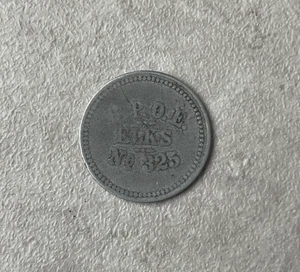 B. P. O. E.
ELKS
No 325